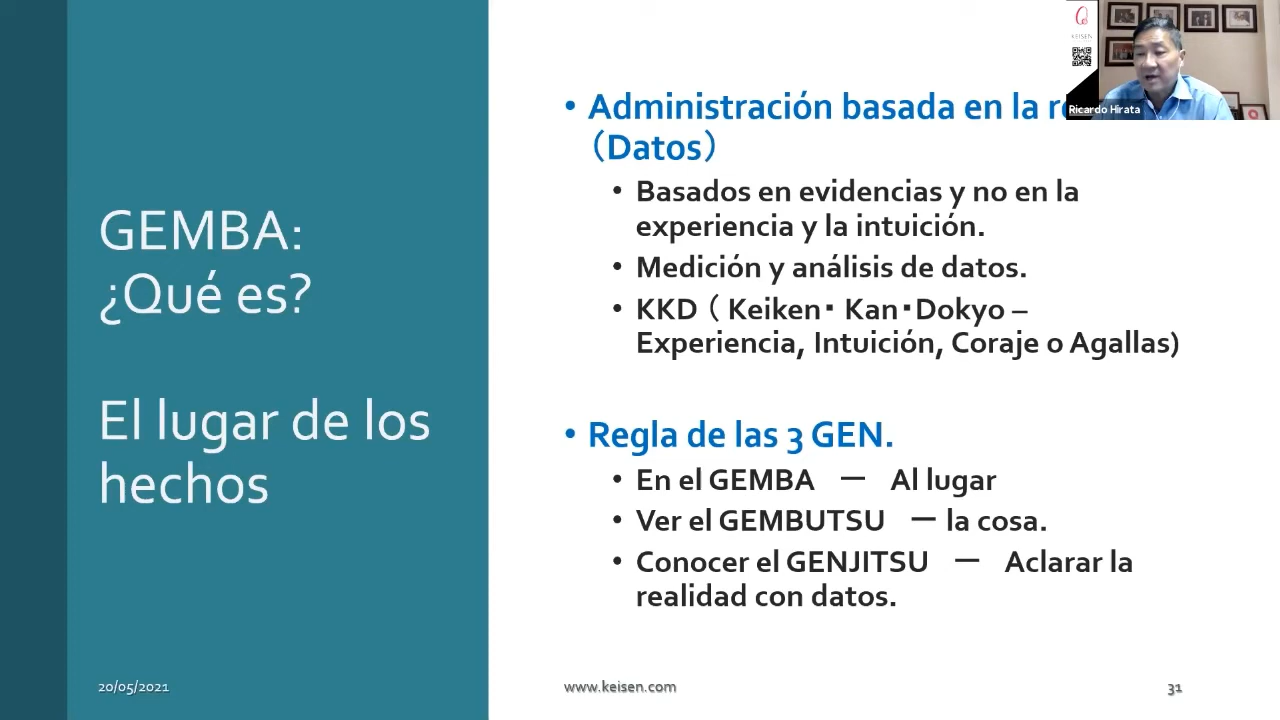 GEMBA:
¿Qué es?
El lugar de los
hechos
• Administración basada en la
（Datos）
• Basados en evidencias y no en la
experiencia y la intuición.
• Medición y análisis de datos.
• KKD （ Keiken・ Kan・Dokyo –
Experiencia, Intuición, Coraje o Agallas)
• Regla de las 3 GEN.
• En el GEMBA － Al lugar
• Ver el GEMBUTSU － la cosa.
• Conocer el GENJITSU － Aclarar la
realidad con datos.
20/05/2021
www.keisen.com
31
KEISEN
Ricardo Hirata